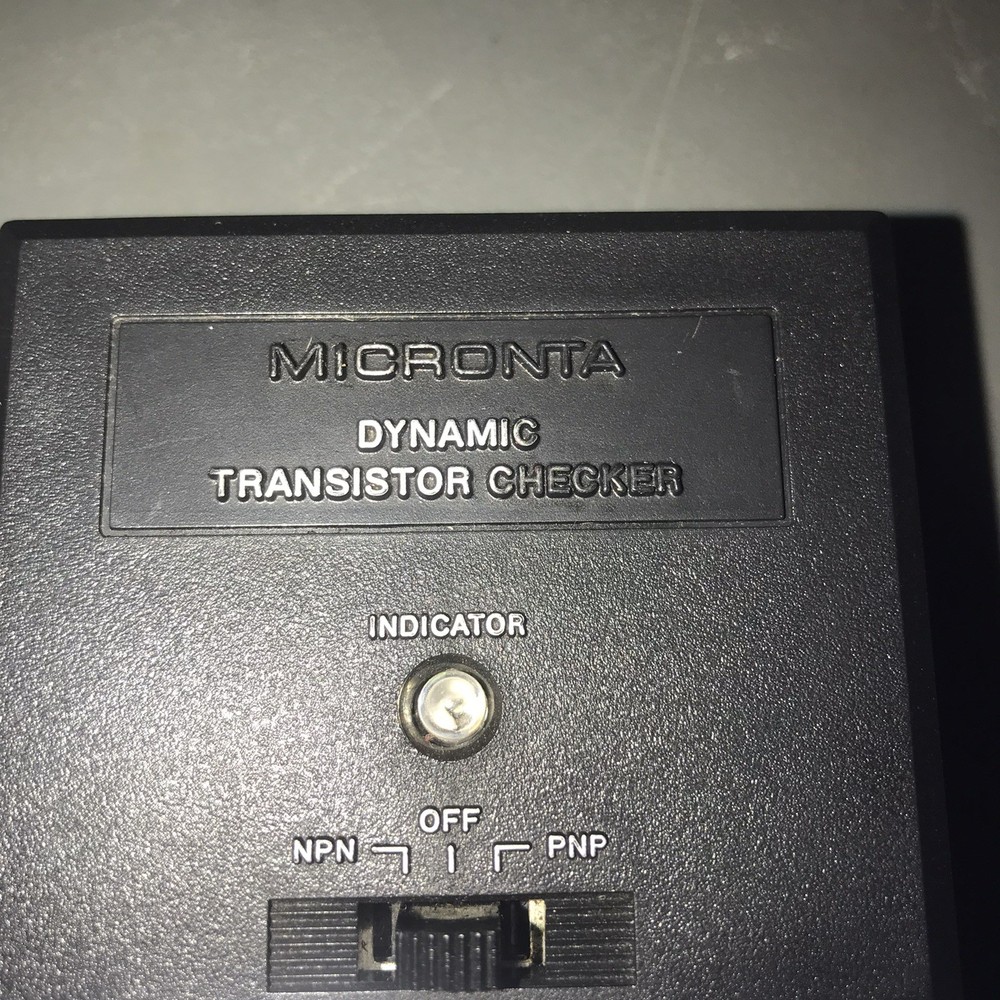 MICRONTA
DYNAMIC
TRANSISTOR CHECKER
INDICATOR
OFF
NPN PNP